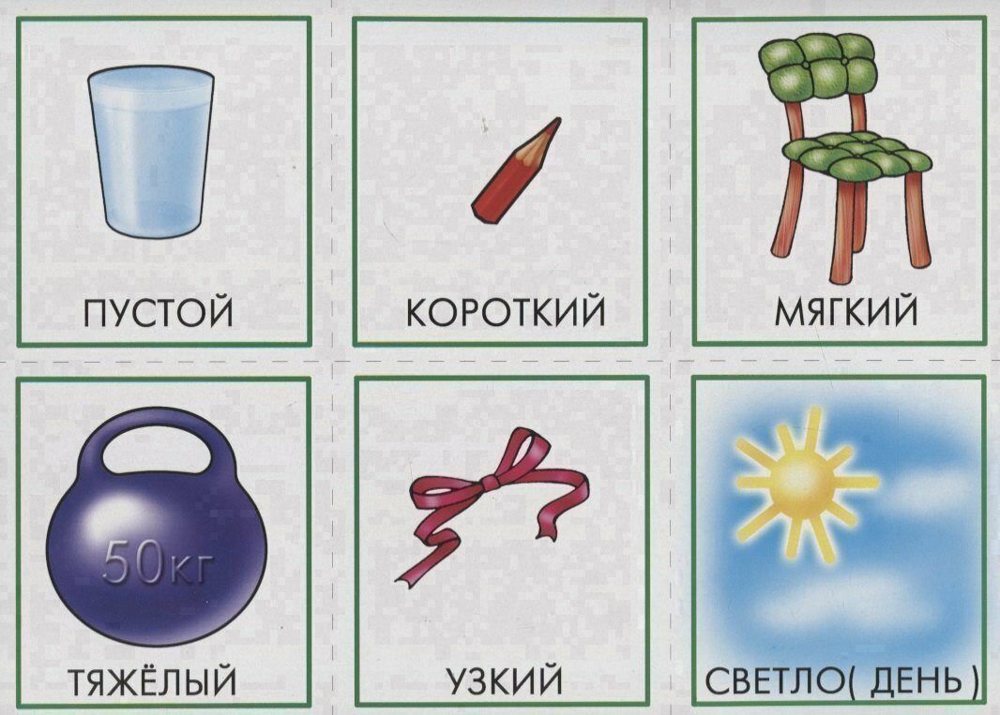 ПУСТОЙ
КОРОТКИЙ
МЯГКИЙ
50кг
ТЯЖЁЛЫЙ
УЗКИЙ
СВЕТЛО( ДЕНЬ )